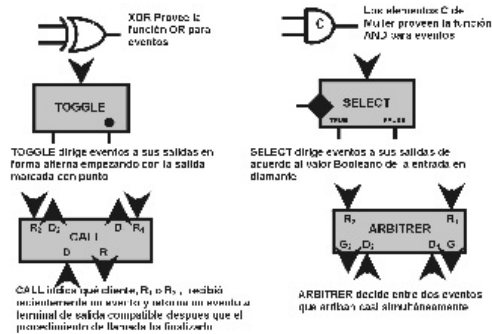 XOR Provee la
función OR para
eventos
Los elementos C de
Muller proveen la función
AND para eventos
C
TOGGLE
SELECT
TRUE FALSE
TOGGLE dirige eventos a sus salidas en
forma alterna empezando con la salida
marcada con punto
SELECT dirige eventos a sus salidas de
acuerdo al valor Booleano de la entrada en
diamante
R₂ D₂ D R₁
CALL
D R
R₂ R₁
ARBITRER
G₂ D₂ D₁ G
CALL indica qué cliente, R₁ o R₂, recibió
recientemente un evento y retorna un evento a
terminal de salida compatible despues que el
procedimiento de llamada ha finalizado
ARBITRER decide entre dos eventos
que arriban casi simultáneamente